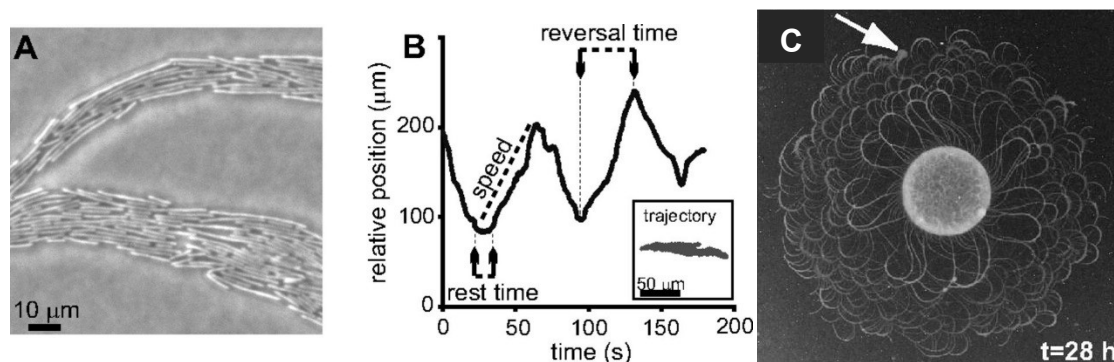 A
10 μm
B
reversal time
relative position (μm)
200
100
0
speed
rest time
trajectory
50 μm
0
50
100
150
200
time (s)
C
t=28 h